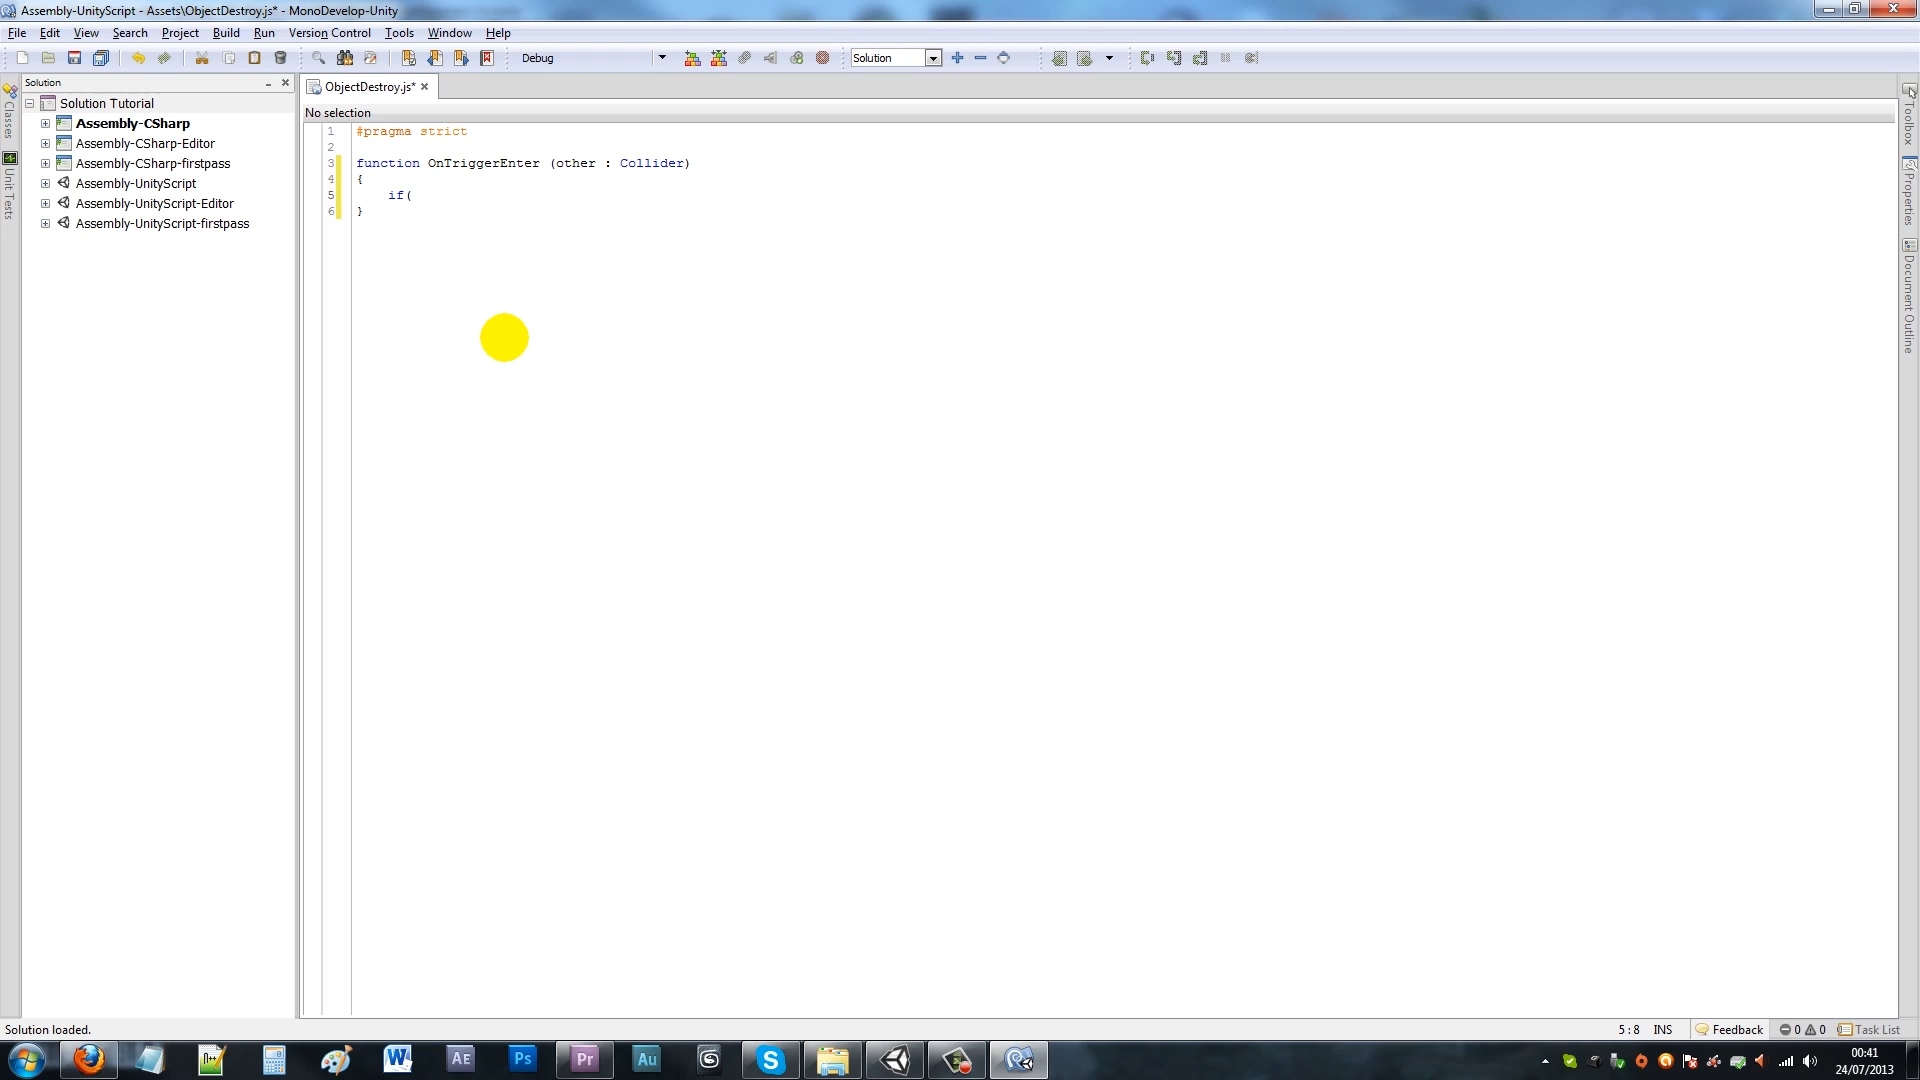 Assembly-UnityScript - Assets\ObjectDestroy.js* - MonoDevelop-Unity
File Edit View Search Project Build Run Version Control Tools Window Help
Debug
Solution
Solution
ObjectDestroy.js*
No selection
Solution Tutorial
Assembly-CSharp
Assembly-CSharp-Editor
Assembly-CSharp-firstpass
Assembly-UnityScript
Assembly-UnityScript-Editor
Assembly-UnityScript-firstpass
Classes
Unit Tests
1 #pragma strict
2
3 function OnTriggerEnter (other : Collider)
4 {
5 if(
6 }
Toolbox
Properties
Document Outline
Solution loaded.
5 : 8 INS Feedback 0 0 Task List
W AE Ps Pr Au S
00:41
24/07/2013